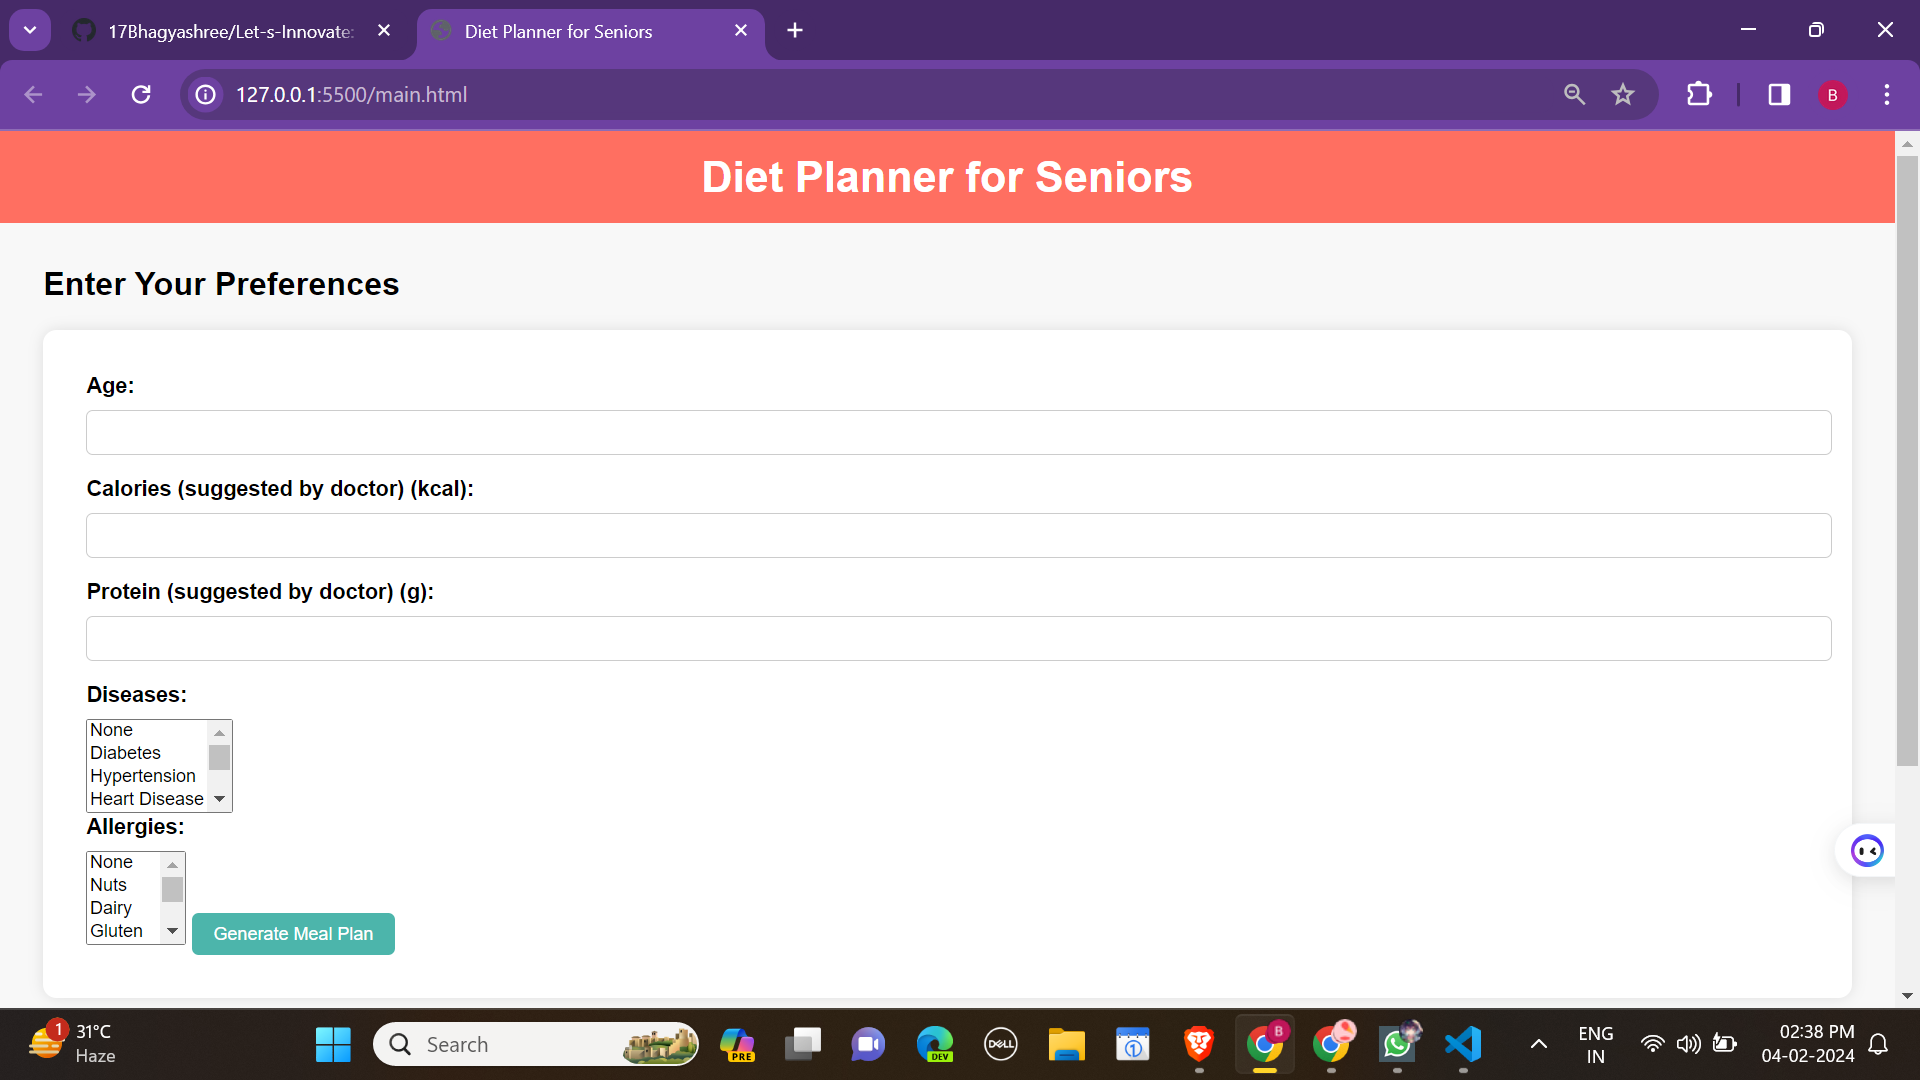 17Bhagyashree/Let-s-Innovate:
Diet Planner for Seniors
127.0.0.1:5500/main.html
B
Diet Planner for Seniors
Enter Your Preferences
Age:
Calories (suggested by doctor) (kcal):
Protein (suggested by doctor) (g):
Diseases:
None
Diabetes
Hypertension
Heart Disease
Allergies:
None
Nuts
Dairy
Gluten
Generate Meal Plan
1
31°C
Haze
Search
PRE
DEV
DELL
1
B
ENG
IN
02:38 PM
04-02-2024